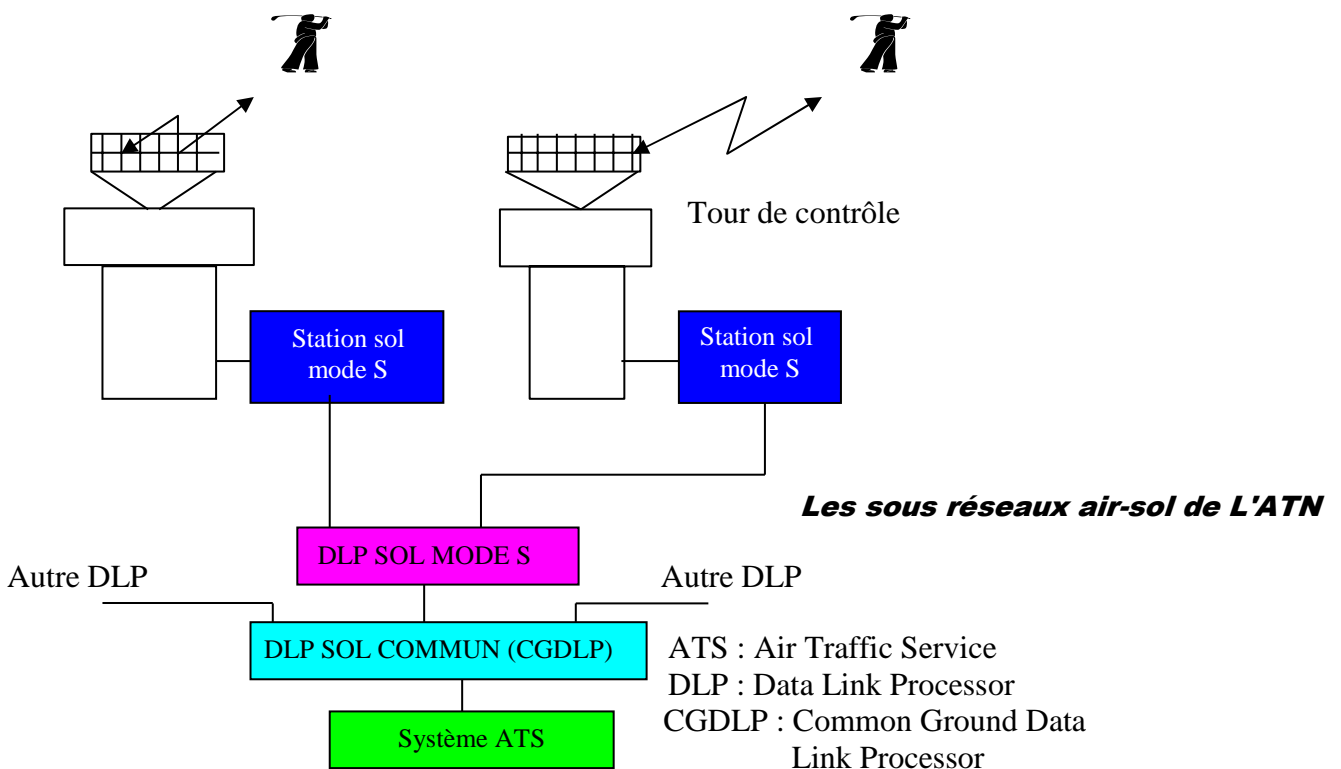 Tour de contrôle
Station sol
mode S
Station sol
mode S
Les sous réseaux air-sol de L'ATN
DLP SOL MODE S
Autre DLP
Autre DLP
DLP SOL COMMUN (CGDLP)
ATS : Air Traffic Service
DLP : Data Link Processor
CGDLP : Common Ground Data
Link Processor
Système ATS